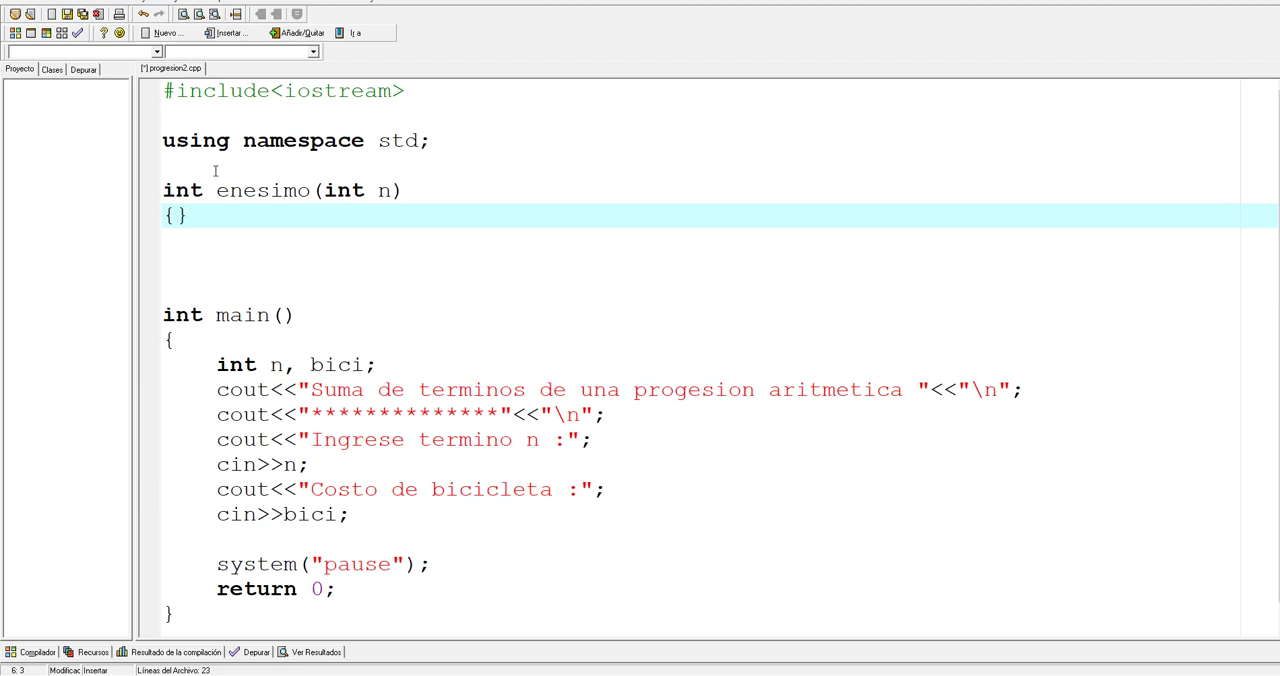 Nuevo ... Insertar ... Añadir/Quitar Ir a
Proyecto Clases Depurar [*] progresion2.cpp
#include<iostream>
using namespace std;
int enesimo(int n)
{}
int main()
{
int n, bici;
cout<<"Suma de terminos de una progesion aritmetica "<<"\n";
cout<<"**************"<<"\n";
cout<<"Ingrese termino n :";
cin>>n;
cout<<"Costo de bicicleta :";
cin>>bici;
system("pause");
return 0;
}
Compilador Recursos Resultado de la compilación Depurar Ver Resultados
6: 3 Modificac Insertar Líneas del Archivo: 23